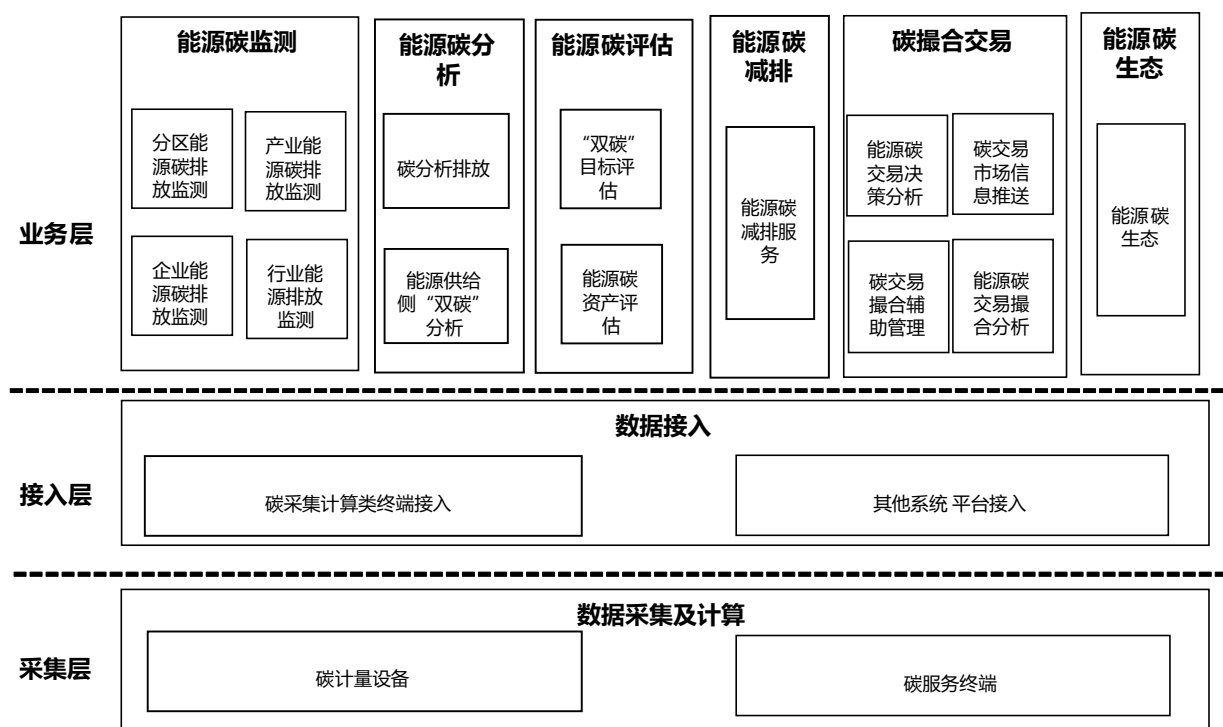 能源碳监测
能源碳分
析
能源碳评估
能源碳
减排
碳撮合交易
能源碳
生态
业务层
分区能
源碳排
放监测
产业能
源碳排
放监测
企业能
源碳排
放监测
行业能
源排放
监测
碳分析排放
能源供给
侧“双碳”
分析
“双碳”
目标评
估
能源碳
资产评
估
能源碳
减排服
务
能源碳
交易决
策分析
碳交易
市场信
息推送
碳交易
撮合辅
助管理
能源碳
交易撮
合分析
能源碳
生态
接入层
数据接入
碳采集计算类终端接入
其他系统 平台接入
采集层
数据采集及计算
碳计量设备
碳服务终端